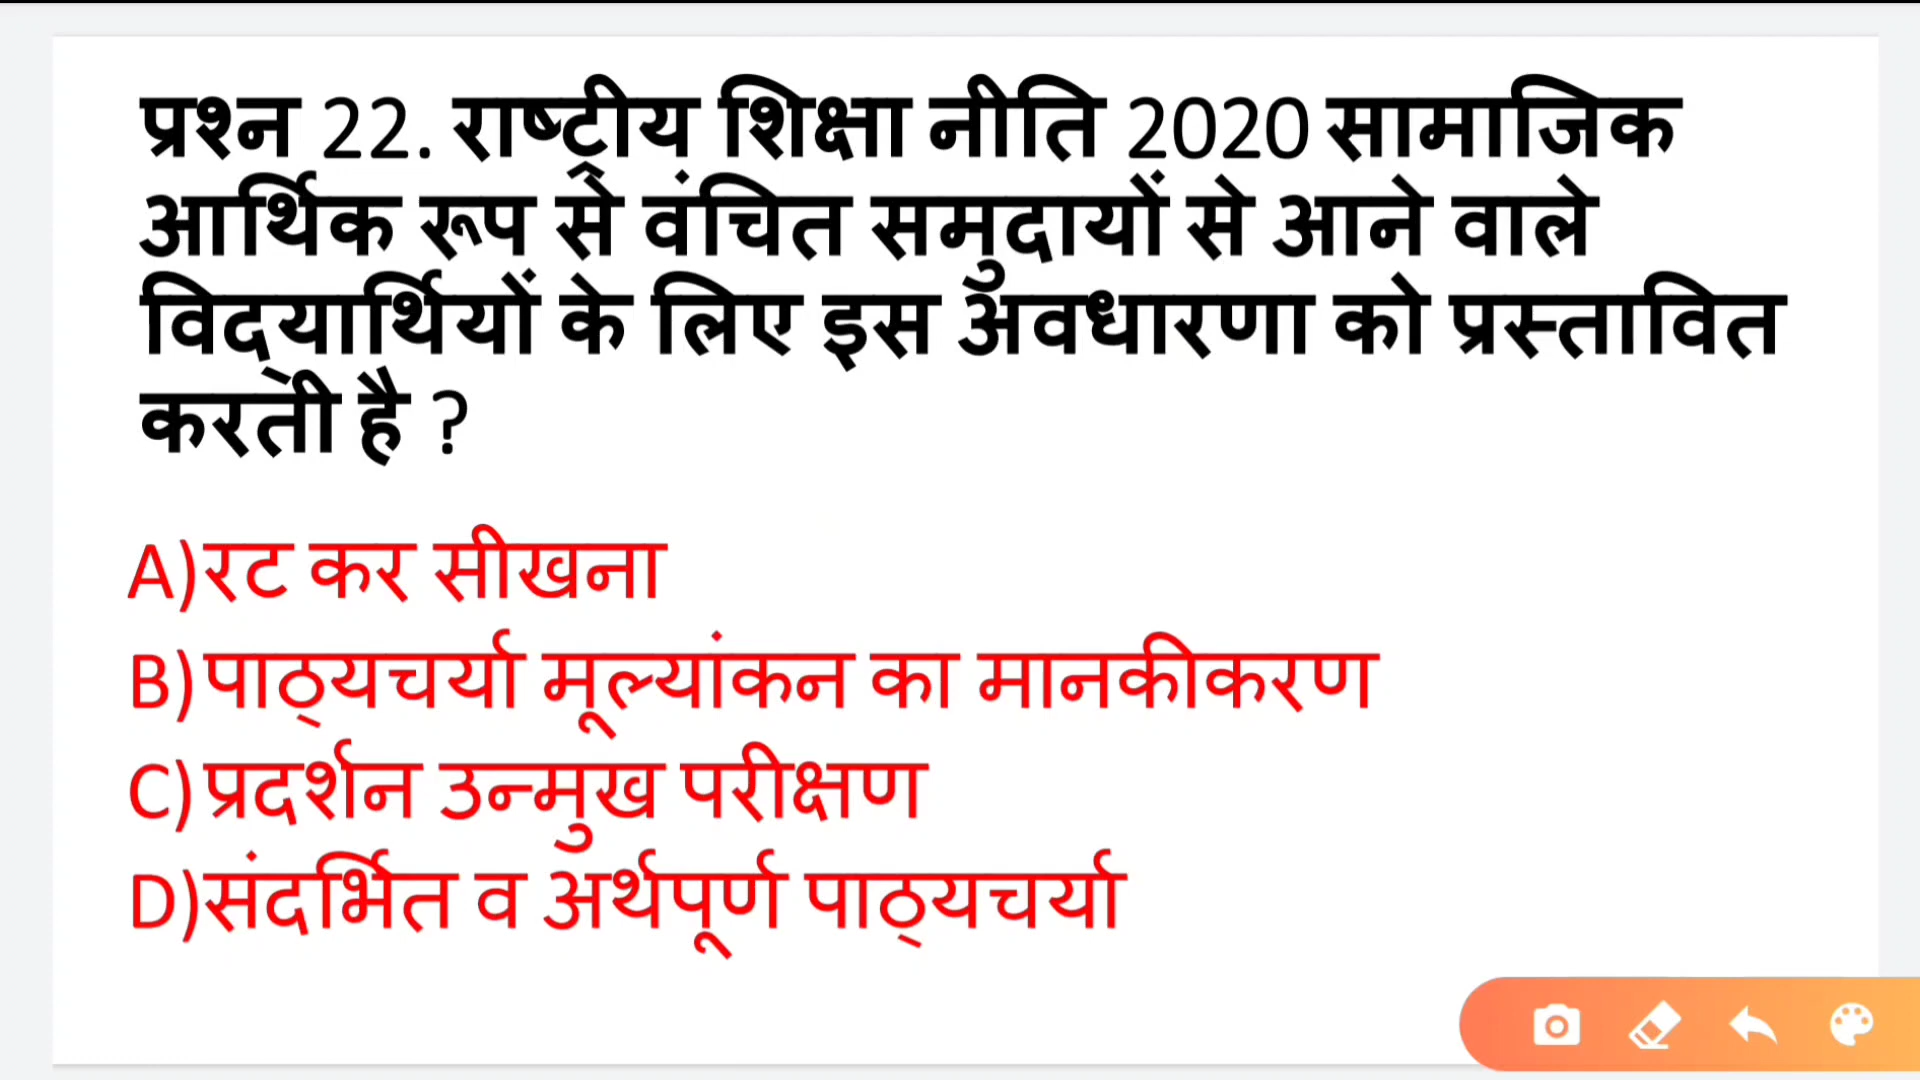 प्रश्न 22. राष्ट्रीय शिक्षा नीति 2020 सामाजिक
आर्थिक रूप से वंचित समुदायों से आने वाले
विद्यार्थियों के लिए इस अवधारणा को प्रस्तावित
करती है ?
A)रट कर सीखना
B)पाठ्यचर्या मूल्यांकन का मानकीकरण
C)प्रदर्शन उन्मुख परीक्षण
D)संदर्भित व अर्थपूर्ण पाठ्यचर्या